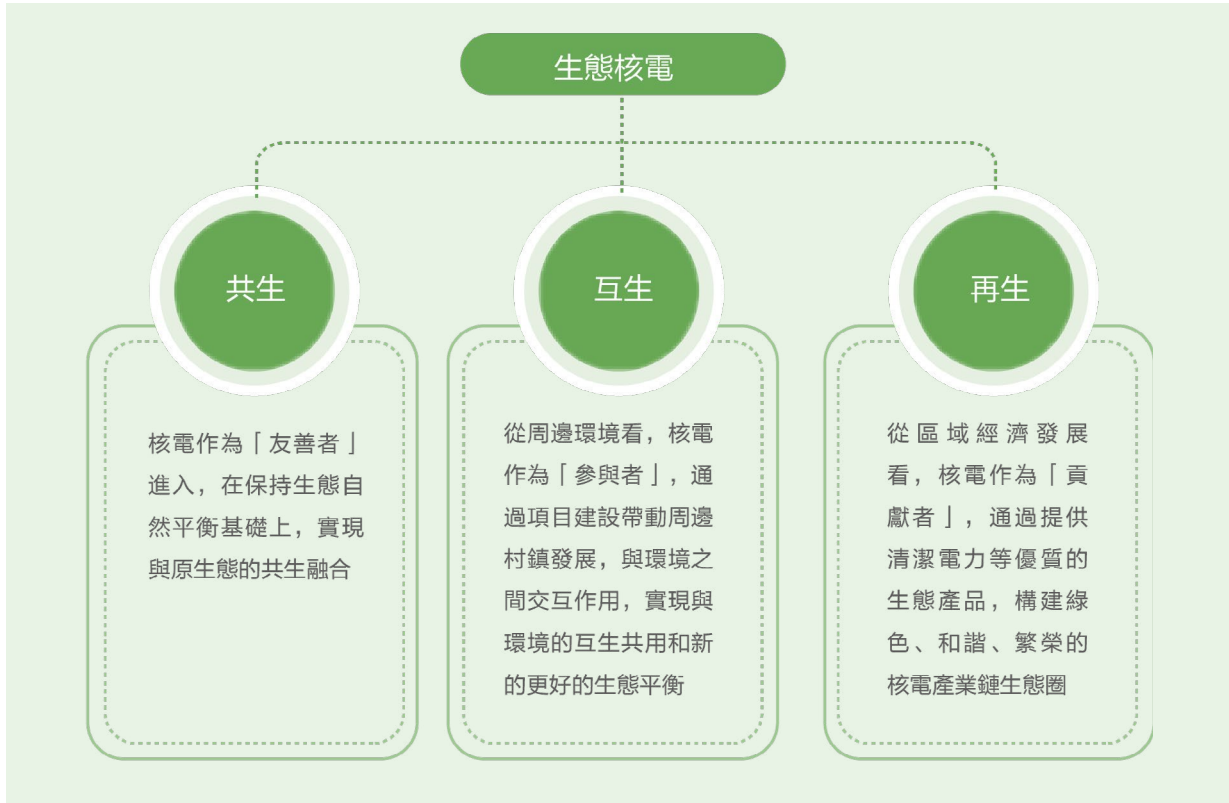 生態核電
共生
核電作為「友善者」
進入，在保持生態自
然平衡基礎上，實現
與原生態的共生融合
互生
從周邊環境看，核電
作為「參與者」，通
過項目建設帶動周邊
村鎮發展，與環境之
間交互作用，實現與
環境的互生共用和新
的更好的生態平衡
再生
從區域經濟發展
看，核電作為「貢
獻者」，通過提供
清潔電力等優質的
生態產品，構建綠
色、和諧、繁榮的
核電產業鏈生態圈